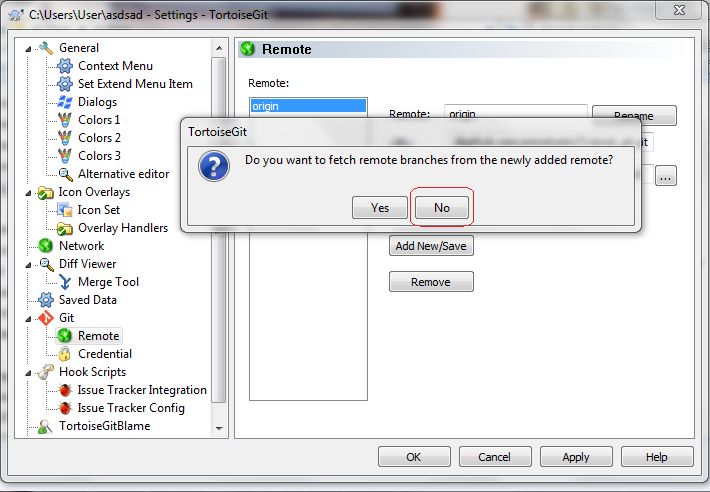 C:\Users\User\asdsad - Settings - TortoiseGit
General
Context Menu
Set Extend Menu Item
Dialogs
Colors 1
Colors 2
Colors 3
Alternative editor
Icon Overlays
Icon Set
Overlay Handlers
Network
Diff Viewer
Merge Tool
Saved Data
Git
Remote
Credential
Hook Scripts
Issue Tracker Integration
Issue Tracker Config
TortoiseGitBlame
Remote
Remote:
origin
Remote: origin Rename
TortoiseGit
Do you want to fetch remote branches from the newly added remote?
Yes No
...
Add New/Save
Remove
OK Cancel Apply Help